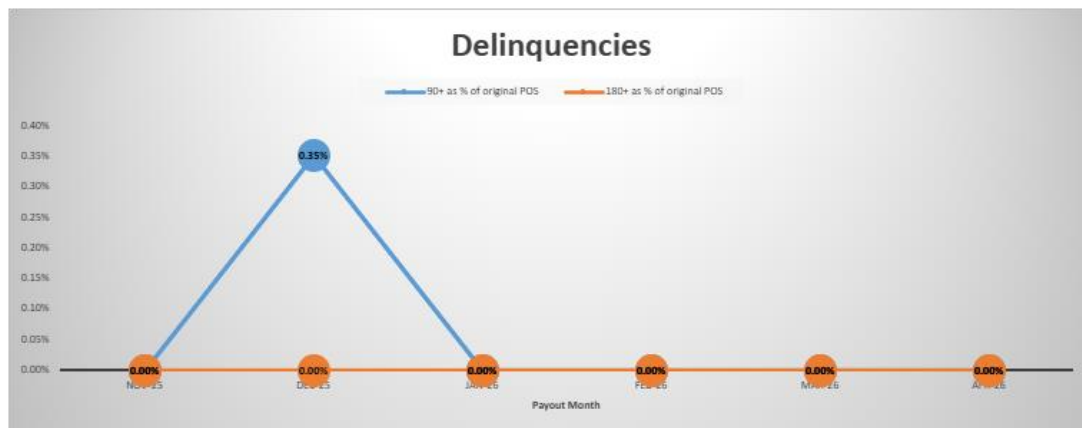 Delinquencies
90+ as % of original POS 180+ as % of original POS
0.40%
0.35%
0.35%
0.30%
0.25%
0.20%
0.15%
0.10%
0.05%
0.00% 0.00% 0.00% 0.00% 0.00% 0.00% 0.00%
Payout Month